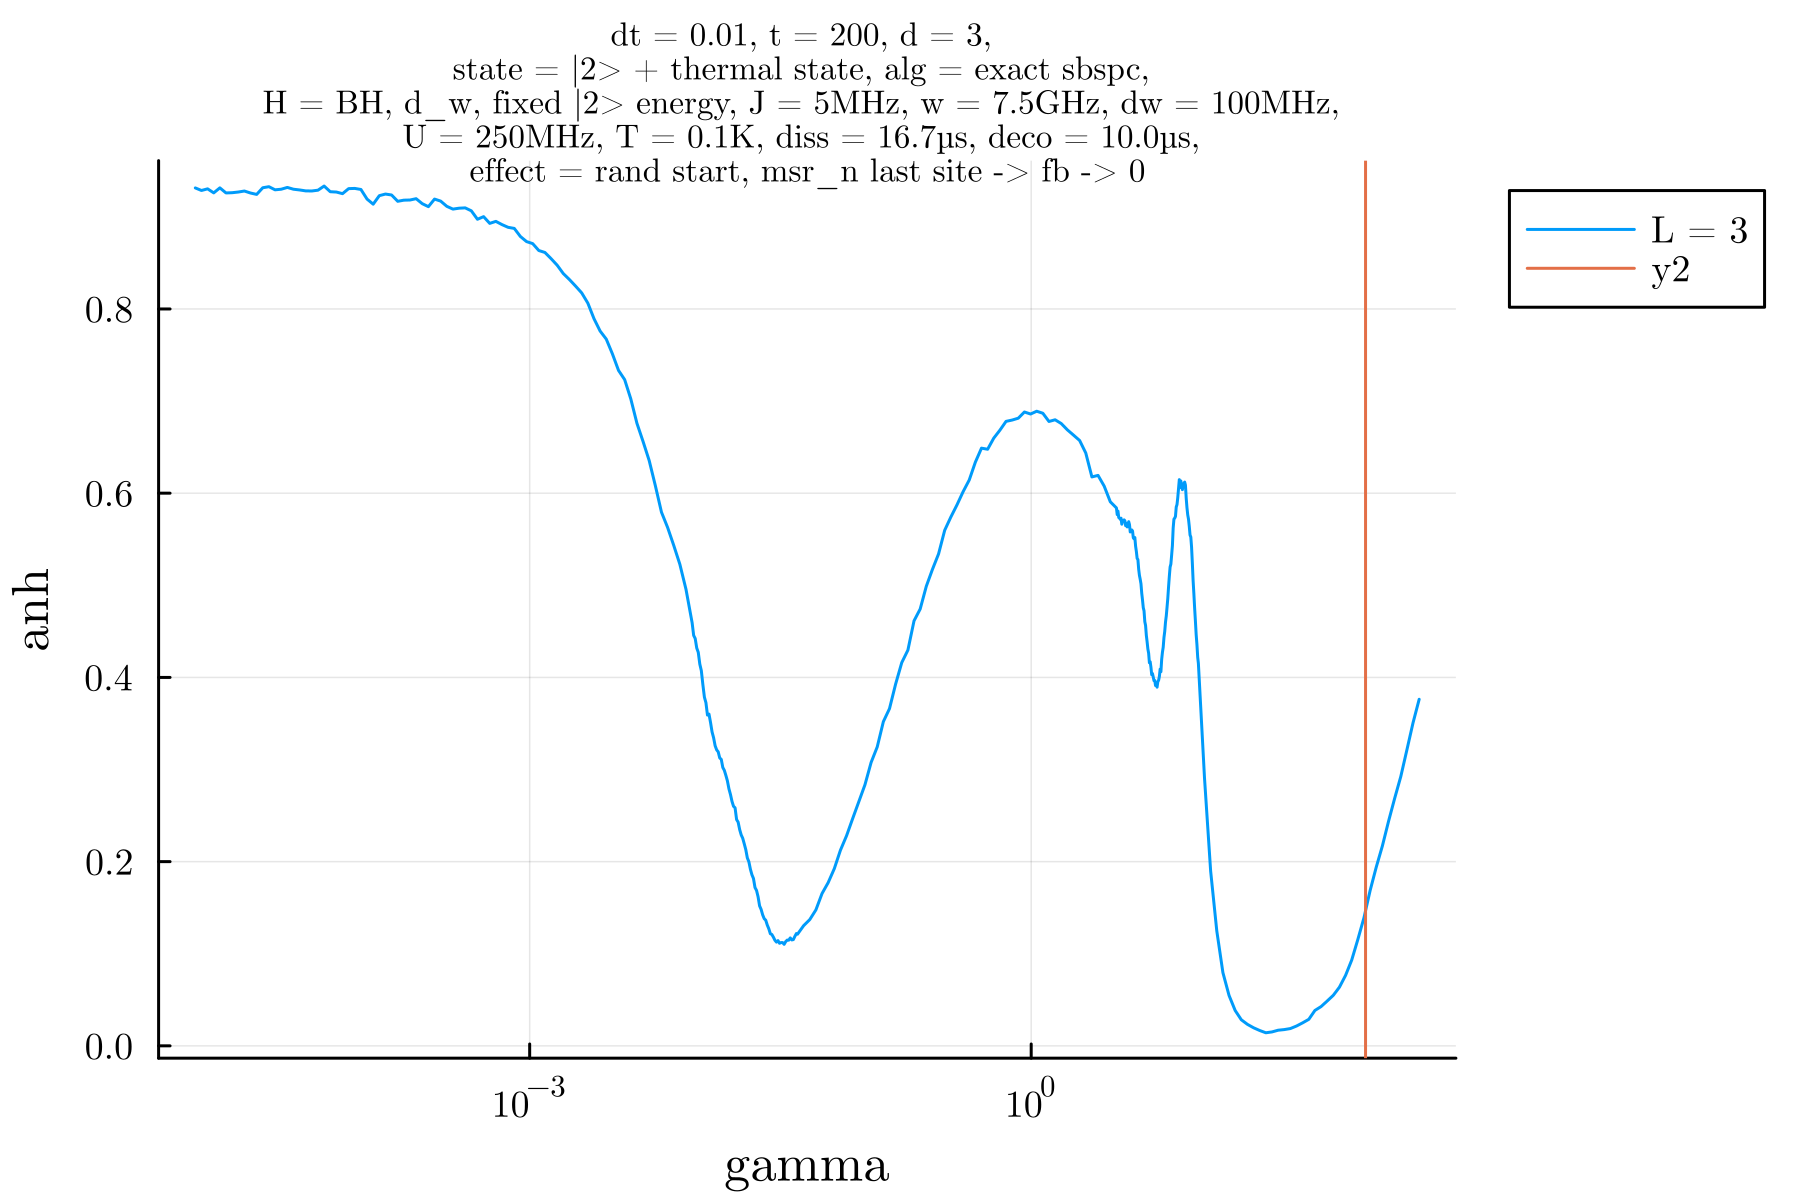 dt = 0.01, t = 200, d = 3,
state = |2> + thermal state, alg = exact sbspc,
H = BH, d_w, fixed |2> energy, J = 5MHz, w = 7.5GHz, dw = 100MHz,
U = 250MHz, T = 0.1K, diss = 16.7µs, deco = 10.0µs,
effect = rand start, msr_n last site -> fb -> 0
L = 3
y2
0.8
0.6
0.4
0.2
0.0
anh
10⁻³ 10⁰
gamma